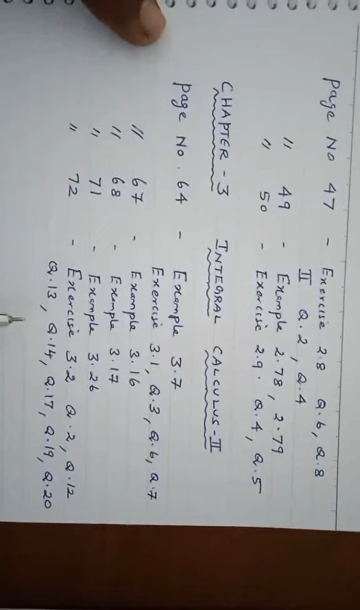 Page No 47 - Exercise 2.8 Q.6, Q.8
II Q.2, Q.4
" 49 - Example 2.78, 2.79
" 50 - Exercise 2.9. Q.4, Q.5
CHAPTER-3 INTEGRAL CALCULUS-II
Page No. 64 - Example 3.7
Exercise 3.1, Q.3, Q.6, Q.7
" 67 - Example 3.16
" 68 - Example 3.17
" 71 - Example 3.26
" 72 - Exercise 3.2 Q.2, Q.12
Q.13, Q.14, Q.17, Q.19, Q.20